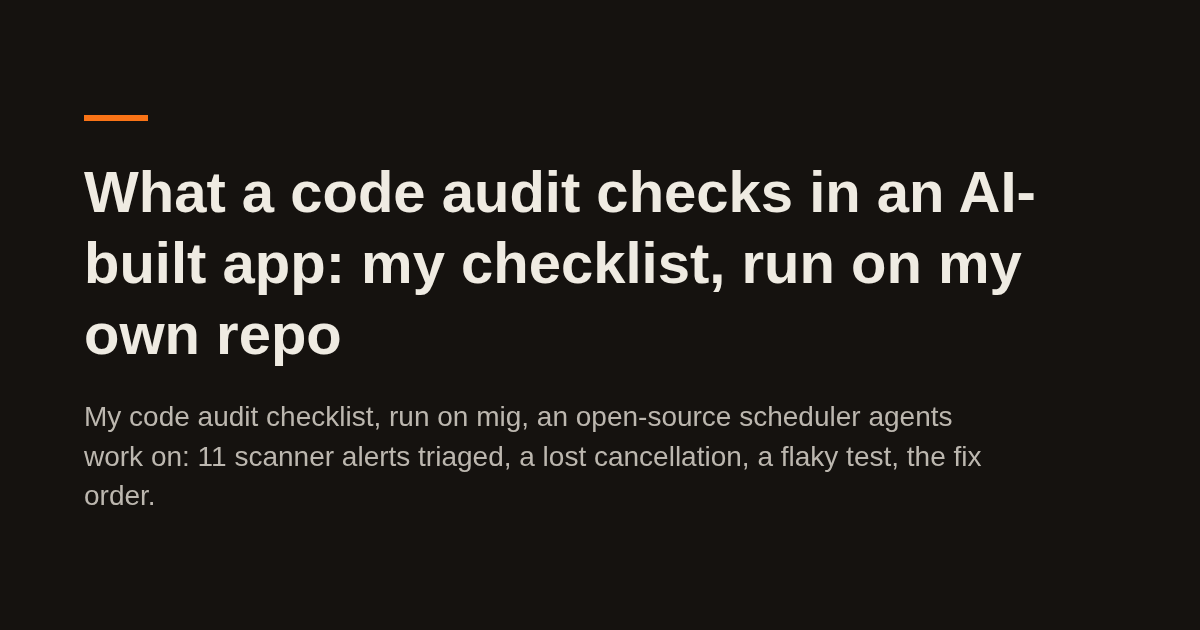 What a code audit checks in an AI-
built app: my checklist, run on my
own repo
My code audit checklist, run on mig, an open-source scheduler agents
work on: 11 scanner alerts triaged, a lost cancellation, a flaky test, the fix
order.